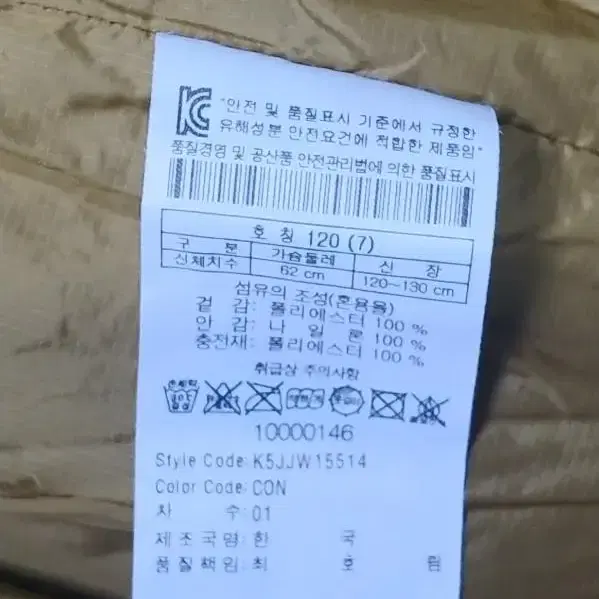 "안전 및 품질표시 기준에서 규정한
유해성분 안전요건에 적합한 제품임"
품질경영 및 공산품 안전관리법에 의한 품질표시
호 칭 120 (7)
구 분 가슴둘레 신 장
신체치수 62 cm 120~130 cm
섬유의 조성(혼용율)
겉 감: 폴리에스터 100 %
안 감: 나 일 론 100 %
충전재: 폴리에스터 100 %
취급상 주의사항
손세탁
10000146
Style Code: K5JJW15514
Color Code: CON
차 수: 01
제 조 국 명: 한 국
품 질 책 임: 최 호 림